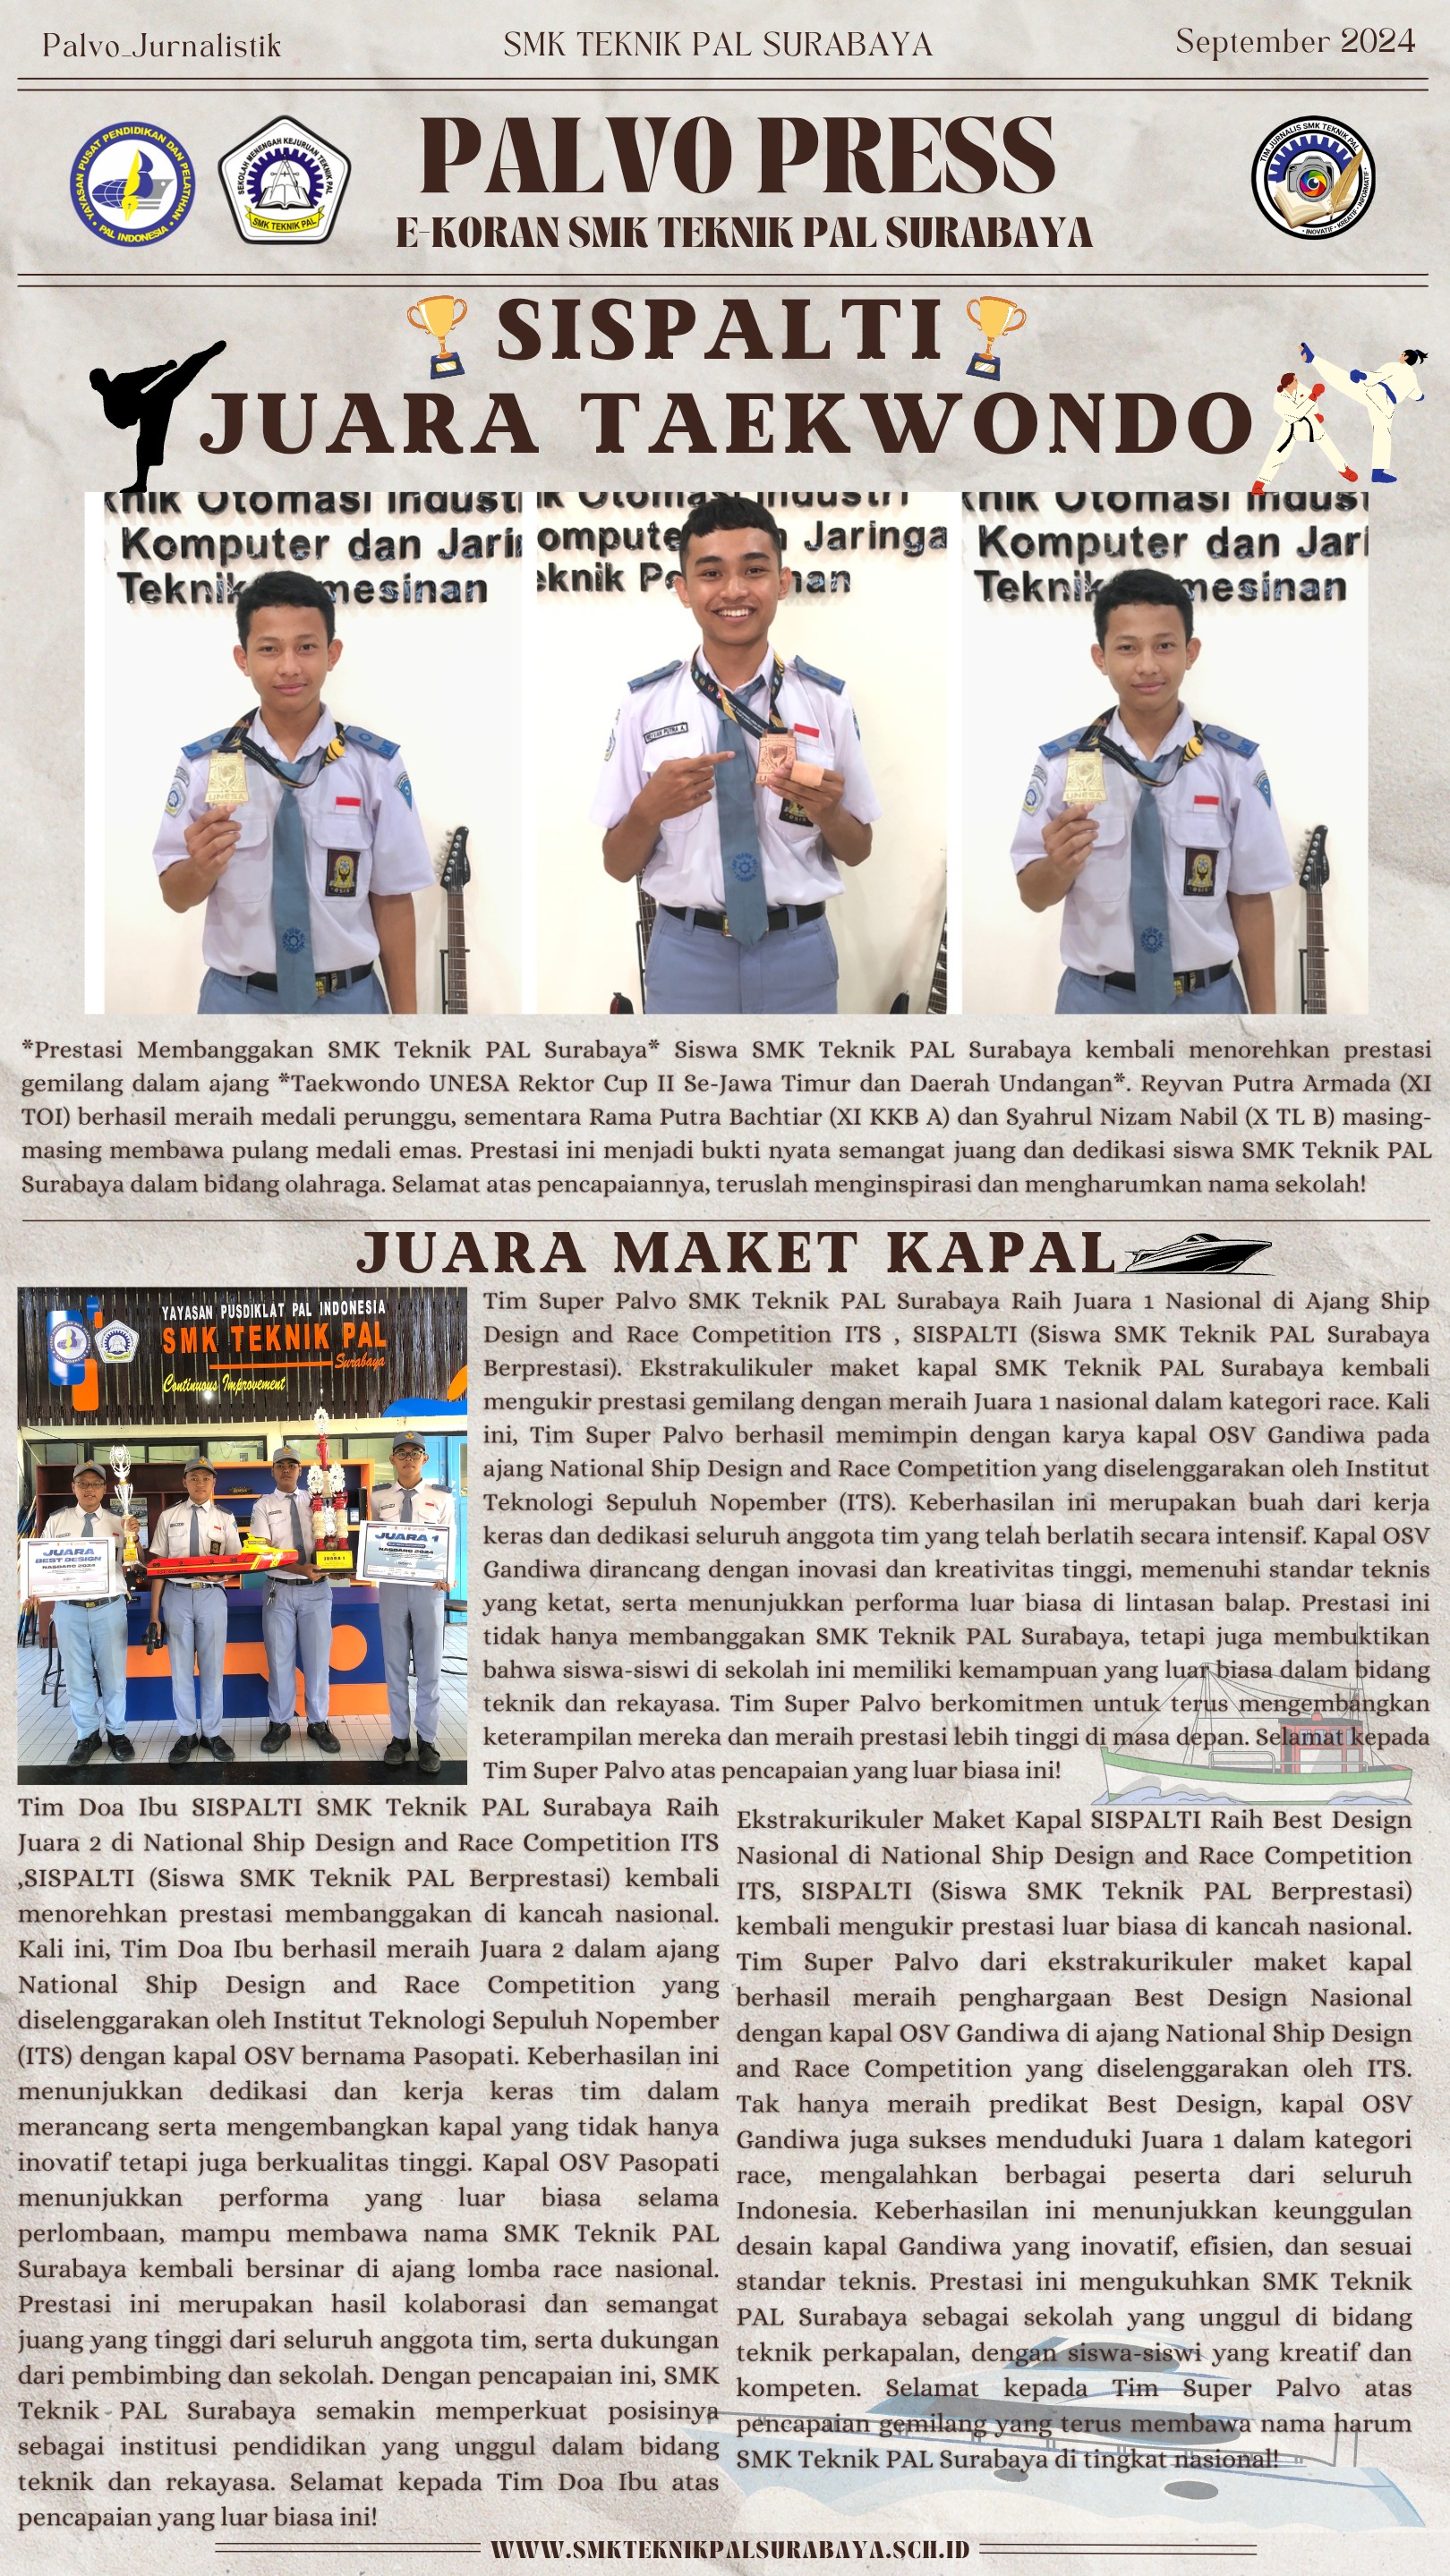 Palvo_Jurnalistik
SMK TEKNIK PAL SURABAYA
September 2024
YAYASAN PUSAT PENDIDIKAN DAN PELATIHAN
PAL INDONESIA
SEKOLAH MENENGAH KEJURUAN TEKNIK PAL
SMK TEKNIK PAL
PALVO PRESS
E-KORAN SMK TEKNIK PAL SURABAYA
TIM JURNALIS SMK TEKNIK PAL
• INOVATIF • KREATIF • INFORMATIF •
SISPALTI
JUARA TAEKWONDO
knik Otomasi Indust
Komputer dan Jari
Teknik mesinan
UNESA
OSIS
ik Otomasi Industri
ompute n Jaringa
eknik Pe nan
REYVAN PUTRA A.
OSIS
knik Otomasi Indust
Komputer dan Jari
Teknik mesinan
UNESA
OSIS
*Prestasi Membanggakan SMK Teknik PAL Surabaya* Siswa SMK Teknik PAL Surabaya kembali menorehkan prestasi
gemilang dalam ajang *Taekwondo UNESA Rektor Cup II Se-Jawa Timur dan Daerah Undangan*. Reyvan Putra Armada (XI
TOI) berhasil meraih medali perunggu, sementara Rama Putra Bachtiar (XI KKB A) dan Syahrul Nizam Nabil (X TL B) masing-
masing membawa pulang medali emas. Prestasi ini menjadi bukti nyata semangat juang dan dedikasi siswa SMK Teknik PAL
Surabaya dalam bidang olahraga. Selamat atas pencapaiannya, teruslah menginspirasi dan mengharumkan nama sekolah!
JUARA MAKET KAPAL
YAYASAN PUSDIKLAT PAL INDONESIA
SMK TEKNIK PAL
Surabaya
Continuous Improvement
JUARA
BEST DESIGN
NASDARC 2024
JUARA 1
JUARA 1
NASDARC 2024
Tim Super Palvo SMK Teknik PAL Surabaya Raih Juara 1 Nasional di Ajang Ship
Design and Race Competition ITS , SISPALTI (Siswa SMK Teknik PAL Surabaya
Berprestasi). Ekstrakulikuler maket kapal SMK Teknik PAL Surabaya kembali
mengukir prestasi gemilang dengan meraih Juara 1 nasional dalam kategori race. Kali
ini, Tim Super Palvo berhasil memimpin dengan karya kapal OSV Gandiwa pada
ajang National Ship Design and Race Competition yang diselenggarakan oleh Institut
Teknologi Sepuluh Nopember (ITS). Keberhasilan ini merupakan buah dari kerja
keras dan dedikasi seluruh anggota tim yang telah berlatih secara intensif. Kapal OSV
Gandiwa dirancang dengan inovasi dan kreativitas tinggi, memenuhi standar teknis
yang ketat, serta menunjukkan performa luar biasa di lintasan balap. Prestasi ini
tidak hanya membanggakan SMK Teknik PAL Surabaya, tetapi juga membuktikan
bahwa siswa-siswi di sekolah ini memiliki kemampuan yang luar biasa dalam bidang
teknik dan rekayasa. Tim Super Palvo berkomitmen untuk terus mengembangkan
keterampilan mereka dan meraih prestasi lebih tinggi di masa depan. Selamat kepada
Tim Super Palvo atas pencapaian yang luar biasa ini!
Tim Doa Ibu SISPALTI SMK Teknik PAL Surabaya Raih
Juara 2 di National Ship Design and Race Competition ITS
,SISPALTI (Siswa SMK Teknik PAL Berprestasi) kembali
menorehkan prestasi membanggakan di kancah nasional.
Kali ini, Tim Doa Ibu berhasil meraih Juara 2 dalam ajang
National Ship Design and Race Competition yang
diselenggarakan oleh Institut Teknologi Sepuluh Nopember
(ITS) dengan kapal OSV bernama Pasopati. Keberhasilan ini
menunjukkan dedikasi dan kerja keras tim dalam
merancang serta mengembangkan kapal yang tidak hanya
inovatif tetapi juga berkualitas tinggi. Kapal OSV Pasopati
menunjukkan performa yang luar biasa selama
perlombaan, mampu membawa nama SMK Teknik PAL
Surabaya kembali bersinar di ajang lomba race nasional.
Prestasi ini merupakan hasil kolaborasi dan semangat
juang yang tinggi dari seluruh anggota tim, serta dukungan
dari pembimbing dan sekolah. Dengan pencapaian ini, SMK
Teknik PAL Surabaya semakin memperkuat posisinya
sebagai institusi pendidikan yang unggul dalam bidang
teknik dan rekayasa. Selamat kepada Tim Doa Ibu atas
pencapaian yang luar biasa ini!
Ekstrakurikuler Maket Kapal SISPALTI Raih Best Design
Nasional di National Ship Design and Race Competition
ITS, SISPALTI (Siswa SMK Teknik PAL Berprestasi)
kembali mengukir prestasi luar biasa di kancah nasional.
Tim Super Palvo dari ekstrakurikuler maket kapal
berhasil meraih penghargaan Best Design Nasional
dengan kapal OSV Gandiwa di ajang National Ship Design
and Race Competition yang diselenggarakan oleh ITS.
Tak hanya meraih predikat Best Design, kapal OSV
Gandiwa juga sukses menduduki Juara 1 dalam kategori
race, mengalahkan berbagai peserta dari seluruh
Indonesia. Keberhasilan ini menunjukkan keunggulan
desain kapal Gandiwa yang inovatif, efisien, dan sesuai
standar teknis. Prestasi ini mengukuhkan SMK Teknik
PAL Surabaya sebagai sekolah yang unggul di bidang
teknik perkapalan, dengan siswa-siswi yang kreatif dan
kompeten. Selamat kepada Tim Super Palvo atas
pencapaian gemilang yang terus membawa nama harum
SMK Teknik PAL Surabaya di tingkat nasional!
WWW.SMKTEKNIKPALSURABAYA.SCH.ID